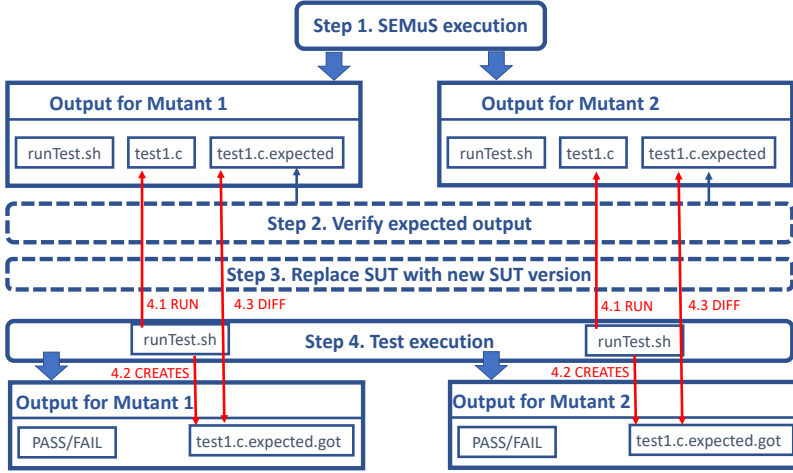 Step 1. SEMuS execution
Output for Mutant 1
runTest.sh
test1.c
test1.c.expected
Output for Mutant 2
runTest.sh
test1.c
test1.c.expected
Step 2. Verify expected output
Step 3. Replace SUT with new SUT version
4.1 RUN
4.3 DIFF
4.1 RUN
4.3 DIFF
runTest.sh
Step 4. Test execution
runTest.sh
4.2 CREATES
4.2 CREATES
Output for Mutant 1
PASS/FAIL
test1.c.expected.got
Output for Mutant 2
PASS/FAIL
test1.c.expected.got